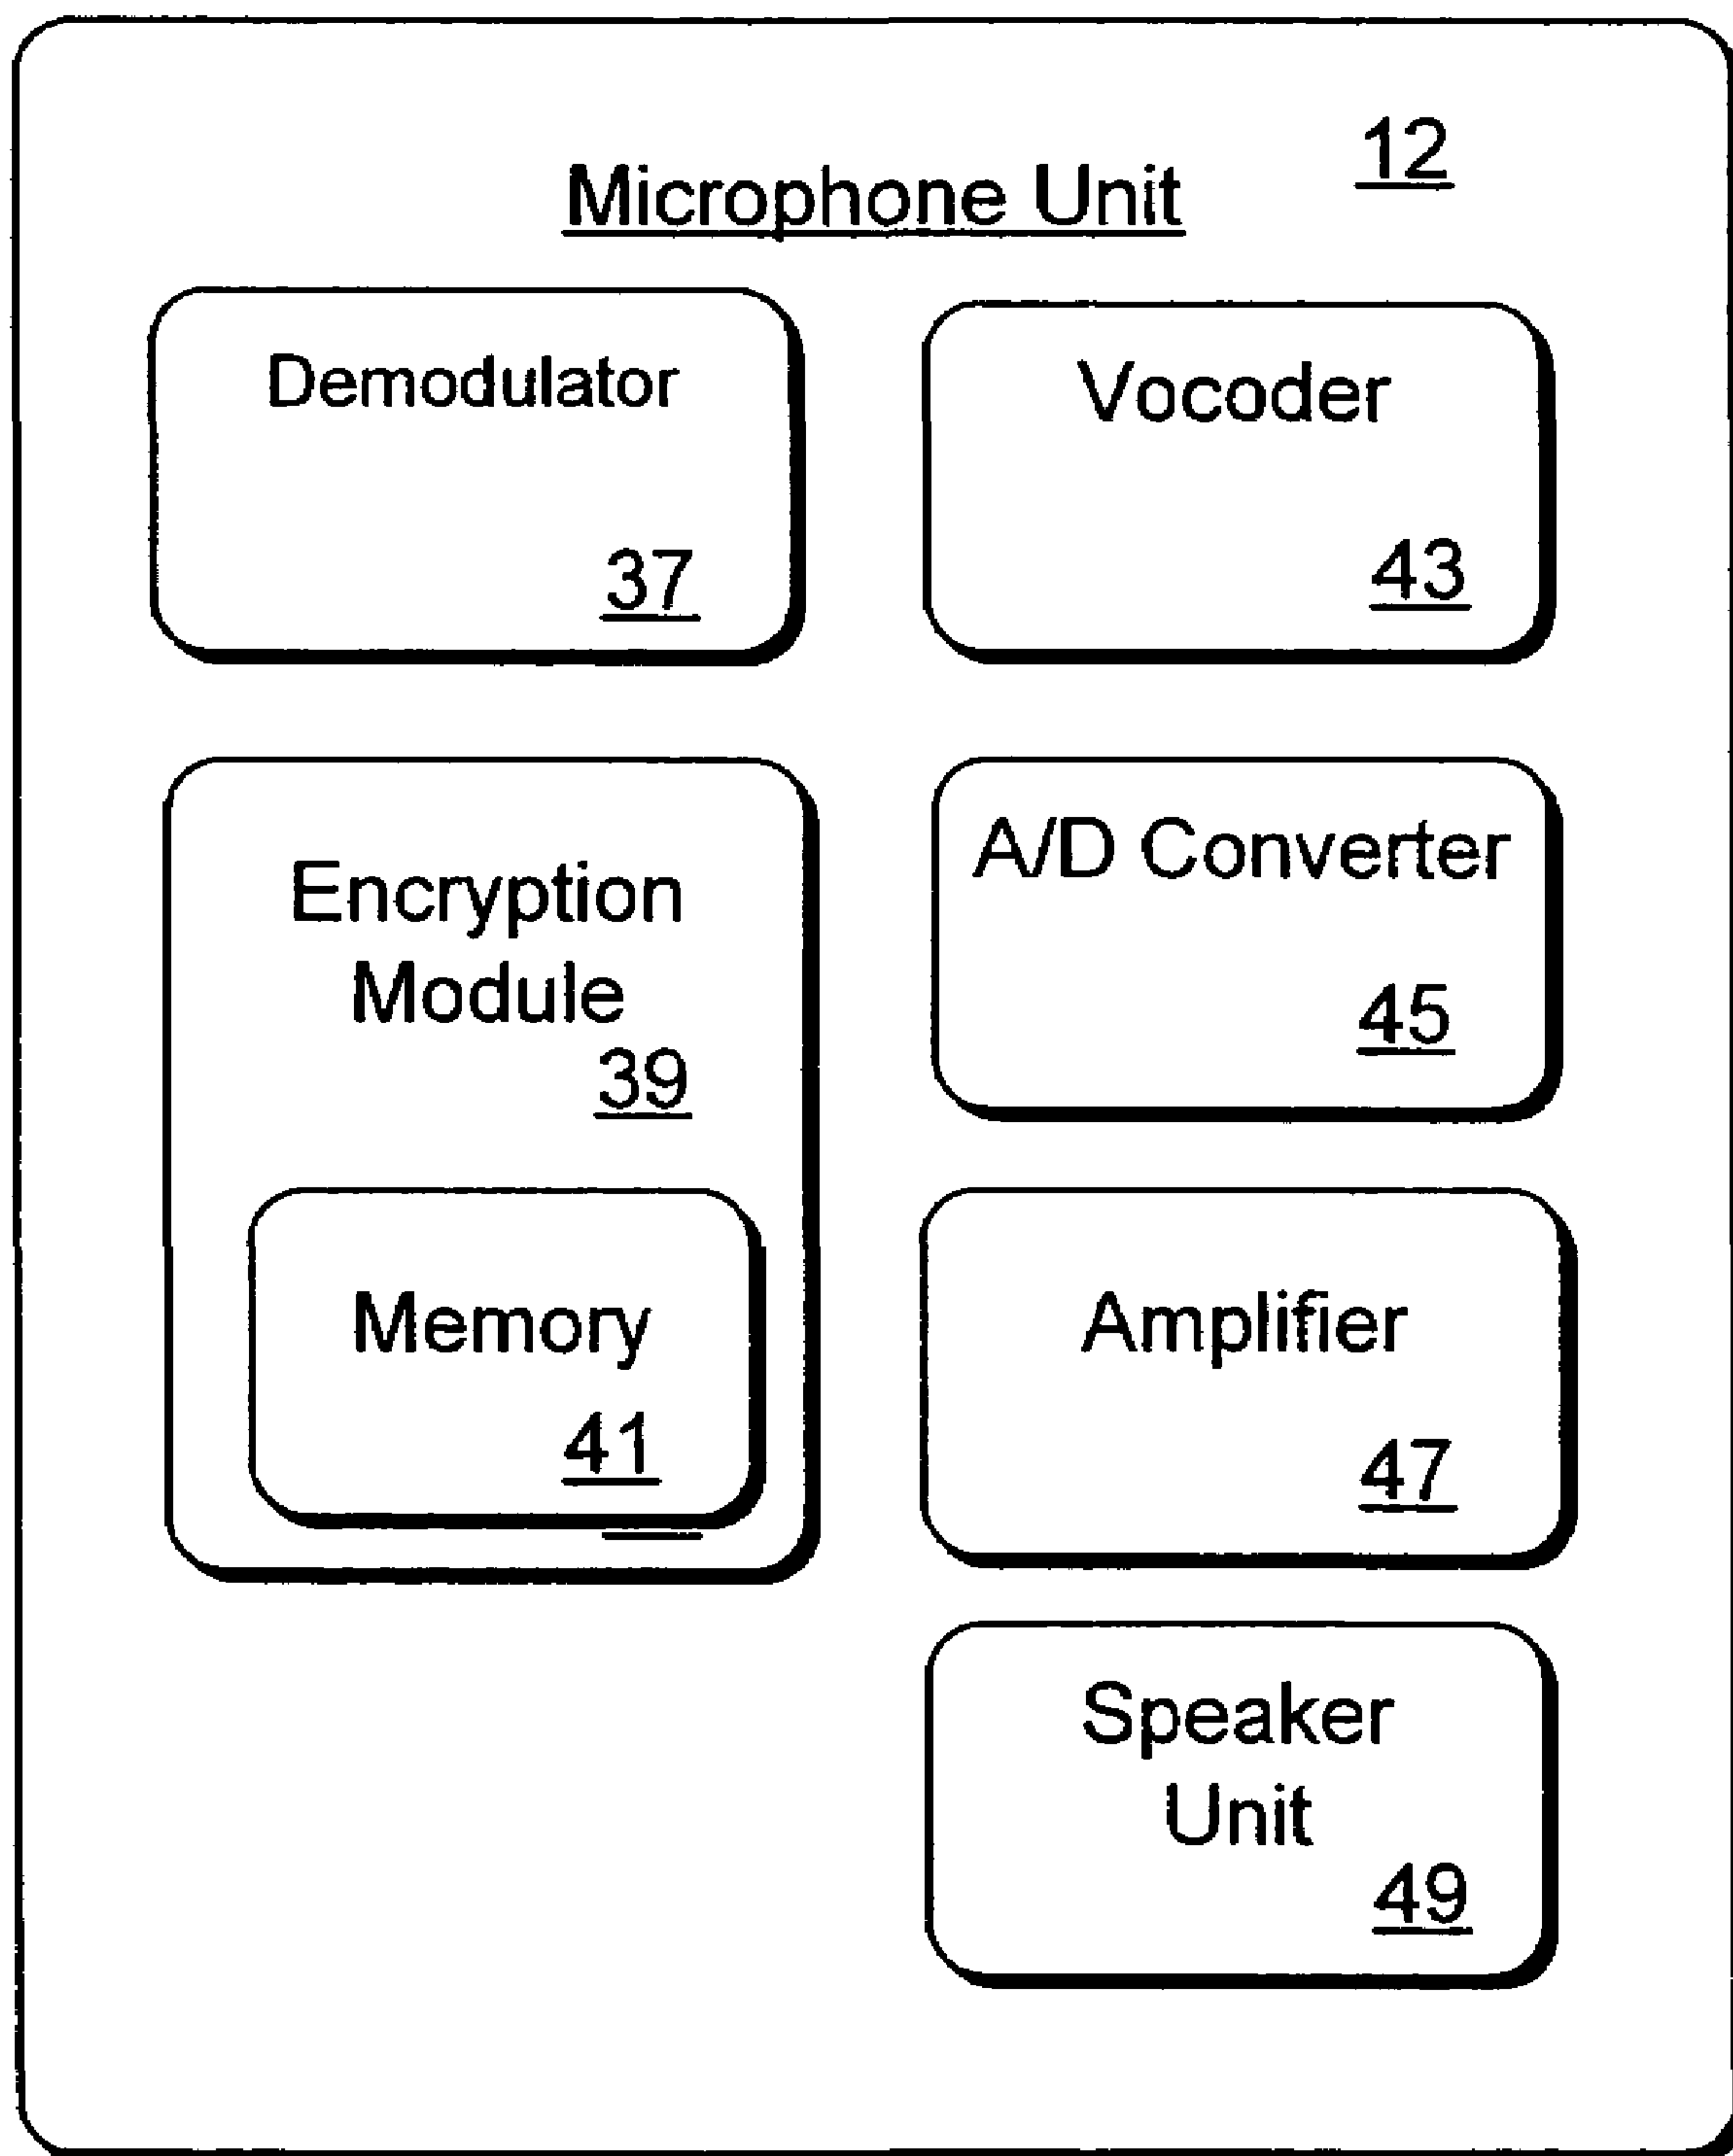 12
Microphone Unit
Demodulator
37
Vocoder
43
Encryption
Module
39
Memory
41
A/D Converter
45
Amplifier
47
Speaker
Unit
49